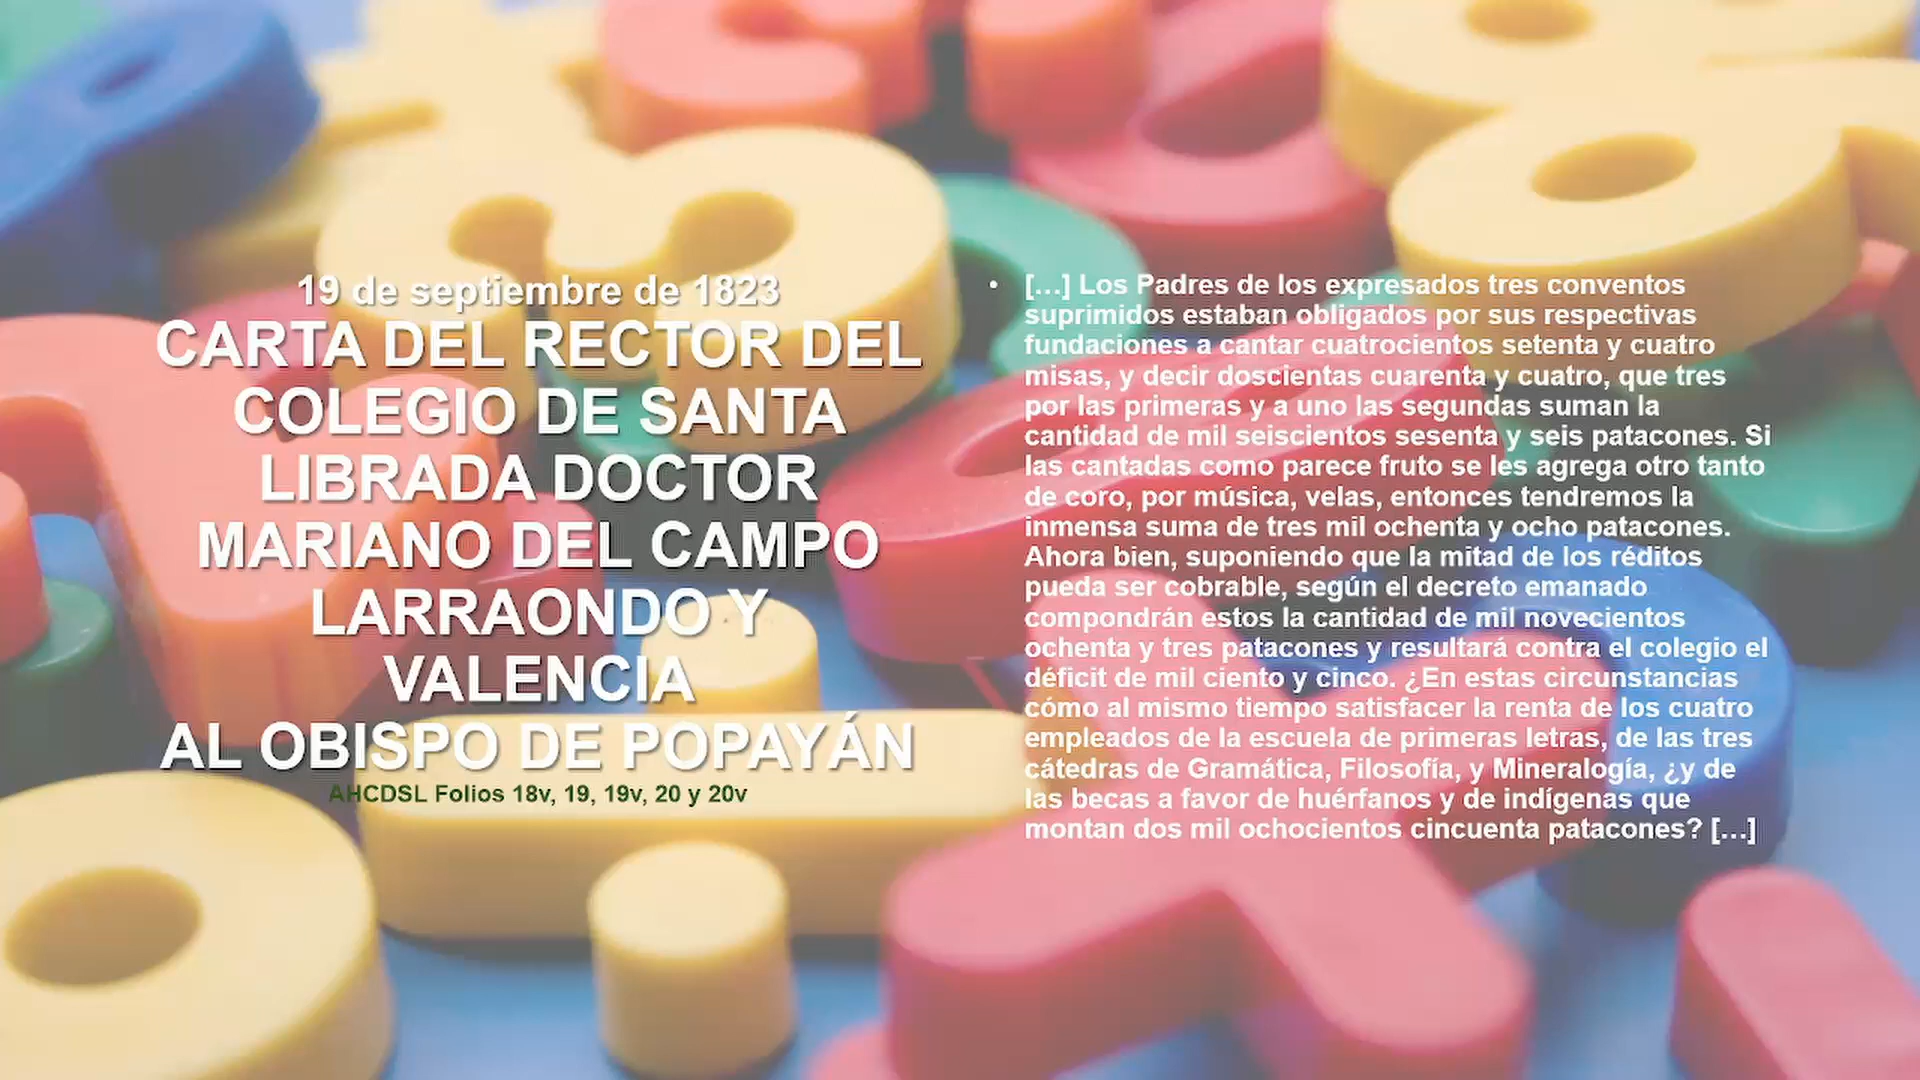 19 de septiembre de 1823
CARTA DEL RECTOR DEL
COLEGIO DE SANTA
LIBRADA DOCTOR
MARIANO DEL CAMPO
LARRAONDO Y
VALENCIA
AL OBISPO DE POPAYÁN
AHCDSL Folios 18v, 19, 19v, 20 y 20v
• [...] Los Padres de los expresados tres conventos
suprimidos estaban obligados por sus respectivas
fundaciones a cantar cuatrocientos setenta y cuatro
misas, y decir doscientas cuarenta y cuatro, que tres
por las primeras y a uno las segundas suman la
cantidad de mil seiscientos sesenta y seis patacones. Si
las cantadas como parece fruto se les agrega otro tanto
de coro, por música, velas, entonces tendremos la
inmensa suma de tres mil ochenta y ocho patacones.
Ahora bien, suponiendo que la mitad de los réditos
pueda ser cobrable, según el decreto emanado
compondrán estos la cantidad de mil novecientos
ochenta y tres patacones y resultará contra el colegio el
déficit de mil ciento y cinco. ¿En estas circunstancias
cómo al mismo tiempo satisfacer la renta de los cuatro
empleados de la escuela de primeras letras, de las tres
cátedras de Gramática, Filosofía, y Mineralogía, ¿y de
las becas a favor de huérfanos y de indígenas que
montan dos mil ochocientos cincuenta patacones? [...]